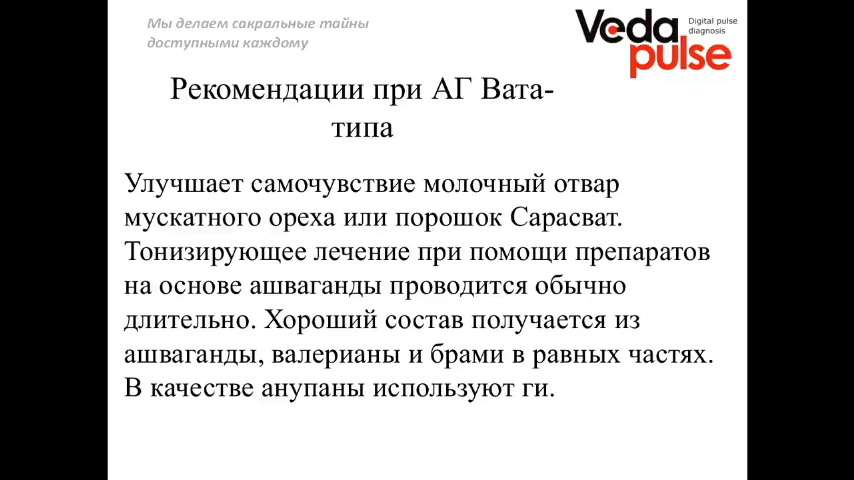 Мы делаем сакральные тайны
доступными каждому
Veda
pulse
Digital pulse
diagnosis
Рекомендации при АГ Вата-
типа
Улучшает самочувствие молочный отвар
мускатного ореха или порошок Сарасват.
Тонизирующее лечение при помощи препаратов
на основе ашваганды проводится обычно
длительно. Хороший состав получается из
ашваганды, валерианы и брами в равных частях.
В качестве анупаны используют ги.